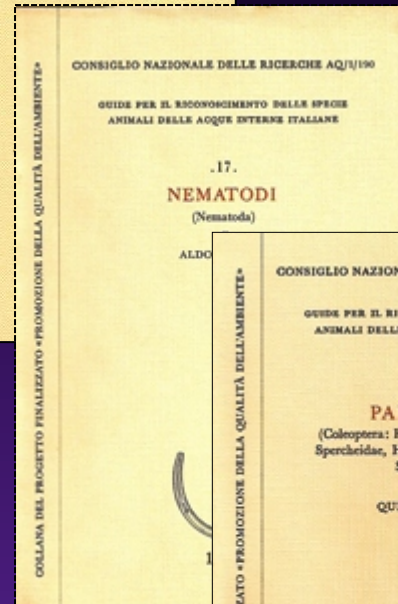 CONSIGLIO NAZIONALE DELLE RICERCHE AQ/1/190
GUIDE PER IL RICONOSCIMENTO DELLE SPECIE
ANIMALI DELLE ACQUE INTERNE ITALIANE
.17.
NEMATODI
(Nematoda)
ALDO
COLLANA DEL PROGETTO FINALIZZATO «PROMOZIONE DELLA QUALITÀ DELL'AMBIENTE»
CONSIGLIO NAZION
GUIDE PER IL RI
ANIMALI DELL
PA
(Coleoptera: H
Spercheidae, H
S
QUI
ZATO «PROMOZIONE DELLA QUALITÀ DELL'AMBIENTE»